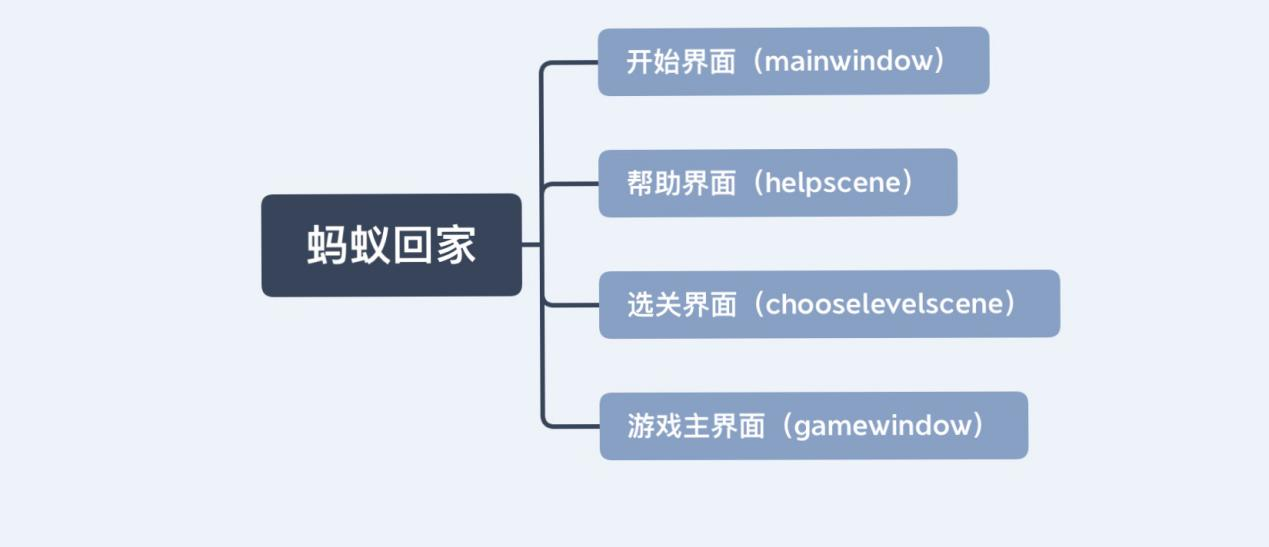 蚂蚁回家
开始界面（mainwindow）
帮助界面（helpscene）
选关界面（chooselevelscene）
游戏主界面（gamewindow）